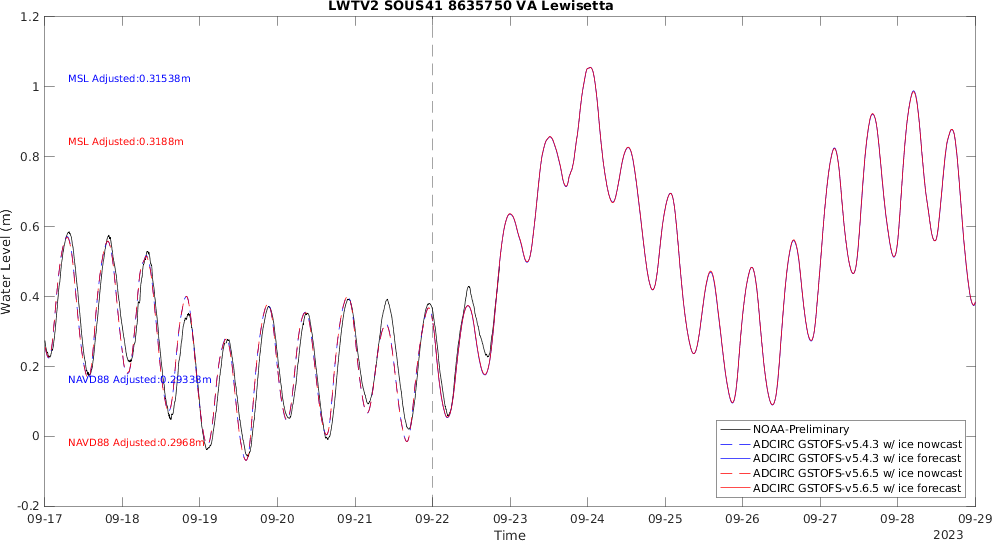 LWTV2 SOUS41 8635750 VA Lewisetta
1.2
1
0.8
0.6
0.4
0.2
0
-0.2
Water Level (m)
MSL Adjusted:0.31538m
MSL Adjusted:0.3188m
NAVD88 Adjusted:0.29338m
NAVD88 Adjusted:0.2968m
NOAA-Preliminary
ADCIRC GSTOFS-v5.4.3 w/ ice nowcast
ADCIRC GSTOFS-v5.4.3 w/ ice forecast
ADCIRC GSTOFS-v5.6.5 w/ ice nowcast
ADCIRC GSTOFS-v5.6.5 w/ ice forecast
09-17 09-18 09-19 09-20 09-21 09-22 09-23 09-24 09-25 09-26 09-27 09-28 09-29
Time
2023